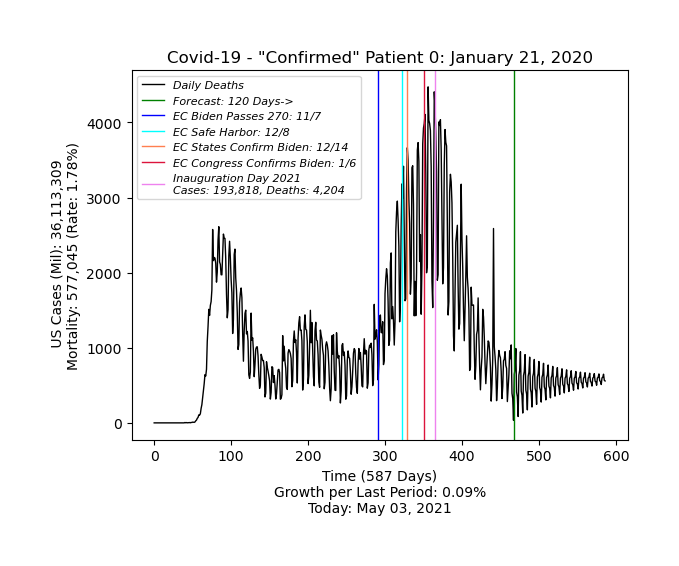 Covid-19 - "Confirmed" Patient 0: January 21, 2020
Daily Deaths
Forecast: 120 Days->
EC Biden Passes 270: 11/7
EC Safe Harbor: 12/8
EC States Confirm Biden: 12/14
EC Congress Confirms Biden: 1/6
Inauguration Day 2021
Cases: 193,818, Deaths: 4,204
US Cases (Mil): 36,113,309
Mortality: 577,045 (Rate: 1.78%)
4000
3000
2000
1000
0
0 100 200 300 400 500 600
Time (587 Days)
Growth per Last Period: 0.09%
Today: May 03, 2021